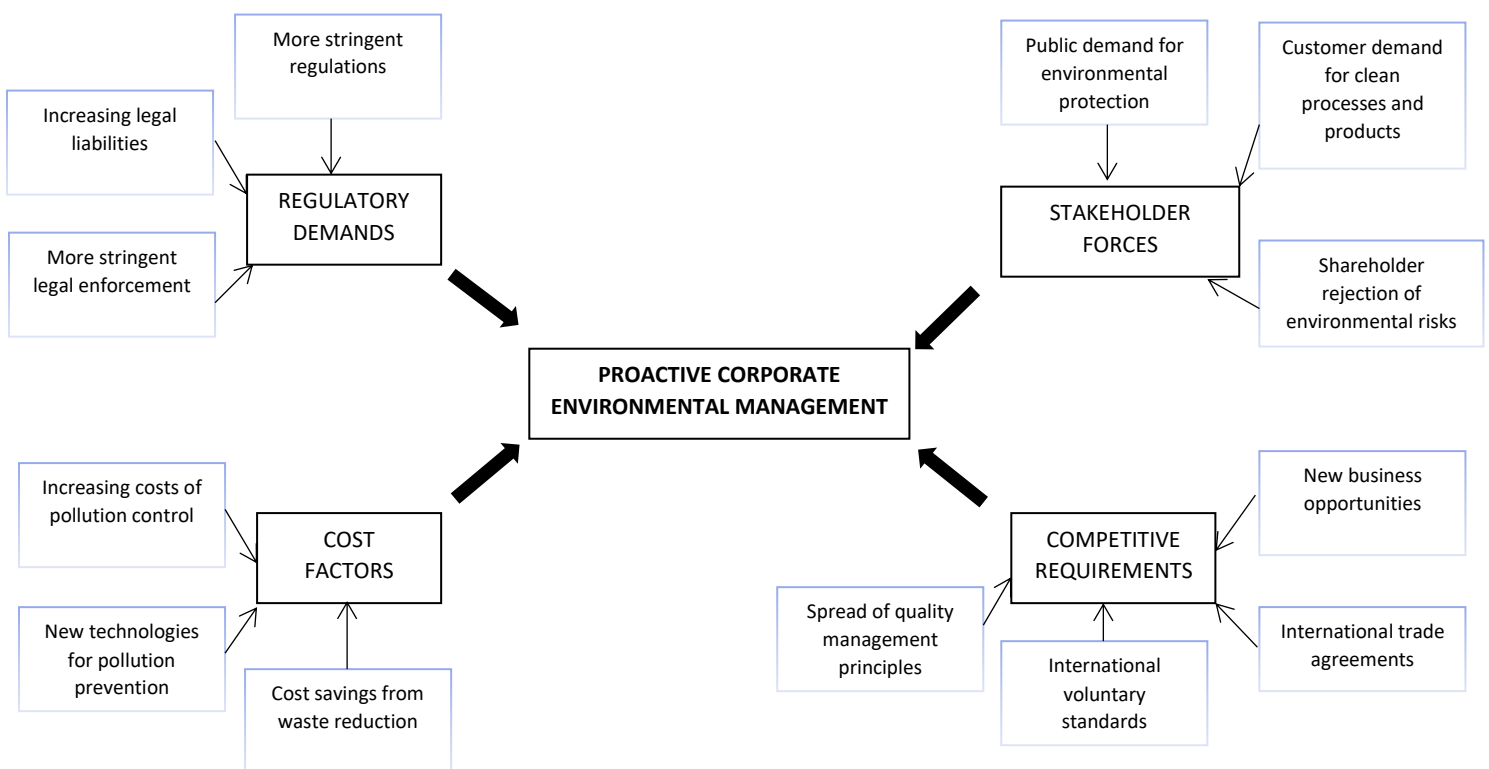 More stringent
regulations
Increasing legal
liabilities
REGULATORY
DEMANDS
More stringent
legal enforcement
Public demand for
environmental
protection
Customer demand
for clean
processes and
products
STAKEHOLDER
FORCES
Shareholder
rejection of
environmental risks
PROACTIVE CORPORATE
ENVIRONMENTAL MANAGEMENT
Increasing costs of
pollution control
COST
FACTORS
New technologies
for pollution
prevention
Cost savings from
waste reduction
New business
opportunities
COMPETITIVE
REQUIREMENTS
Spread of quality
management
principles
International
voluntary
standards
International trade
agreements